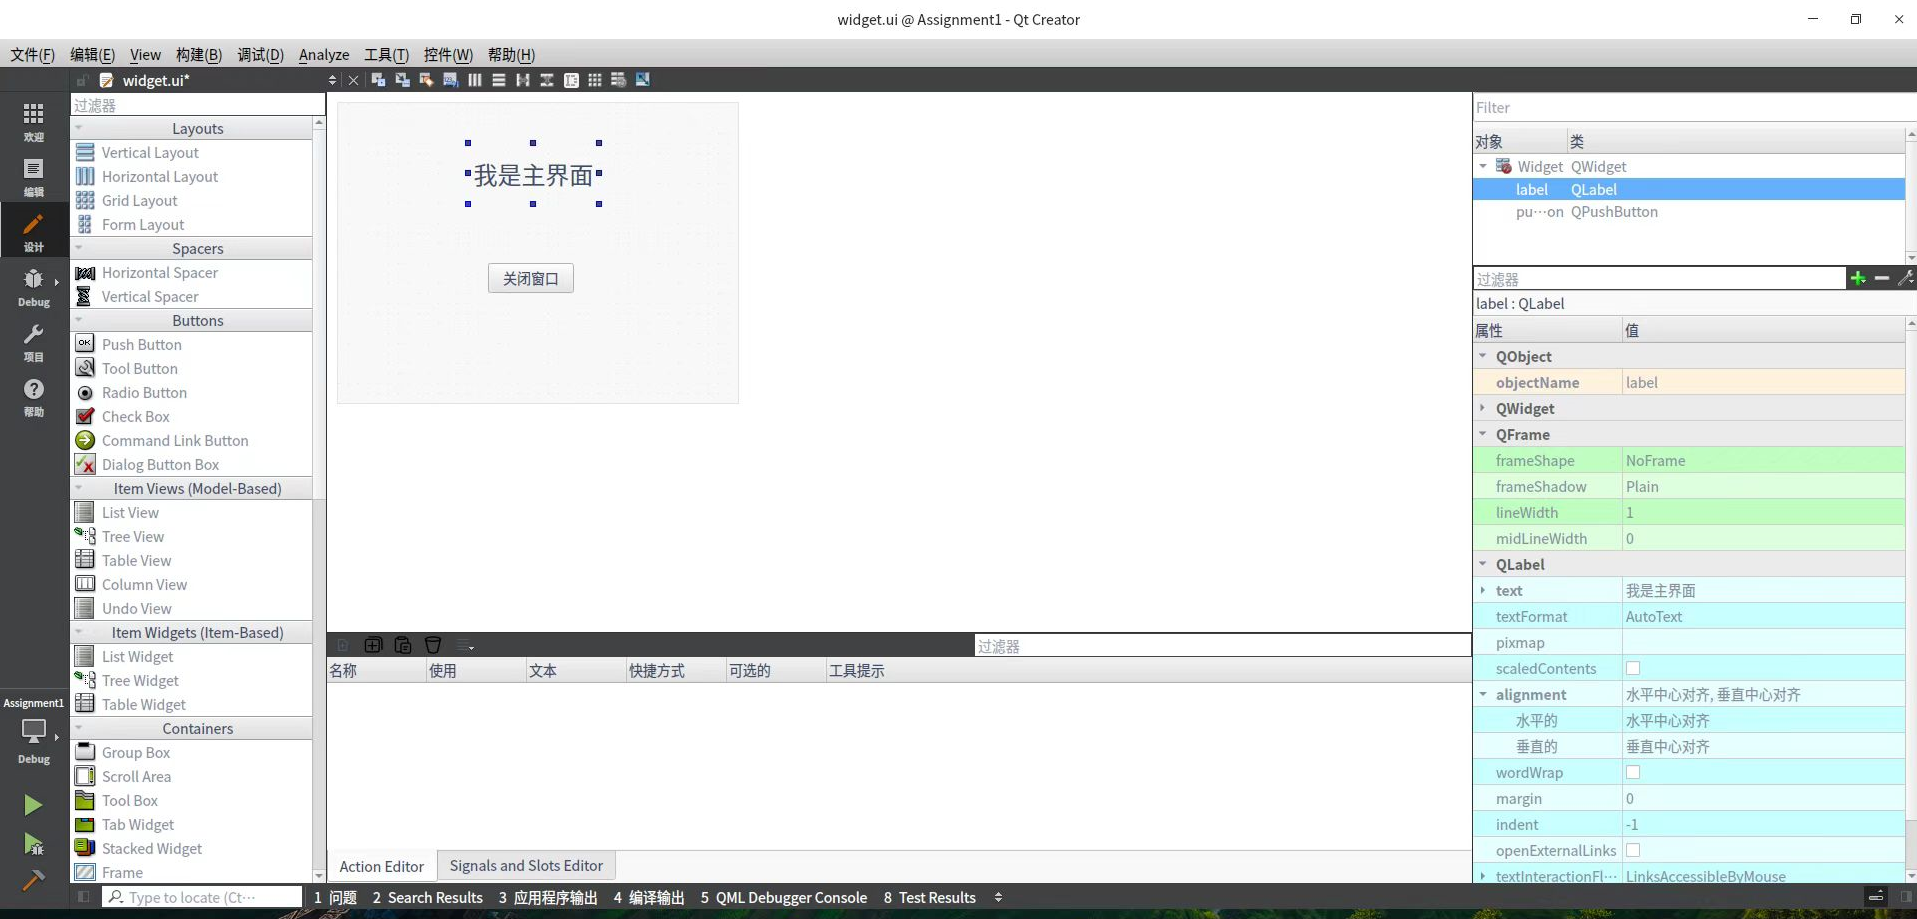 widget.ui @ Assignment1 - Qt Creator
文件(F) 编辑(E) View 构建(B) 调试(D) Analyze 工具(T) 控件(W) 帮助(H)
widget.ui*
欢迎
编辑
设计
Debug
项目
帮助
Assignment1
Debug
过滤器
Layouts
Vertical Layout
Horizontal Layout
Grid Layout
Form Layout
Spacers
Horizontal Spacer
Vertical Spacer
Buttons
Push Button
Tool Button
Radio Button
Check Box
Command Link Button
Dialog Button Box
Item Views (Model-Based)
List View
Tree View
Table View
Column View
Undo View
Item Widgets (Item-Based)
List Widget
Tree Widget
Table Widget
Containers
Group Box
Scroll Area
Tool Box
Tab Widget
Stacked Widget
Frame
我是主界面
关闭窗口
过滤器
名称 使用 文本 快捷方式 可选的 工具提示
Action Editor Signals and Slots Editor
Filter
对象 类
Widget QWidget
label QLabel
pu···on QPushButton
过滤器
label : QLabel
属性 值
QObject
objectName label
QWidget
QFrame
frameShape NoFrame
frameShadow Plain
lineWidth 1
midLineWidth 0
QLabel
text 我是主界面
textFormat AutoText
pixmap
scaledContents
alignment 水平中心对齐, 垂直中心对齐
水平的 水平中心对齐
垂直的 垂直中心对齐
wordWrap
margin 0
indent -1
openExternalLinks
textInteractionFl··· LinksAccessibleByMouse
Type to locate (Ct··· 1 问题 2 Search Results 3 应用程序输出 4 编译输出 5 QML Debugger Console 8 Test Results